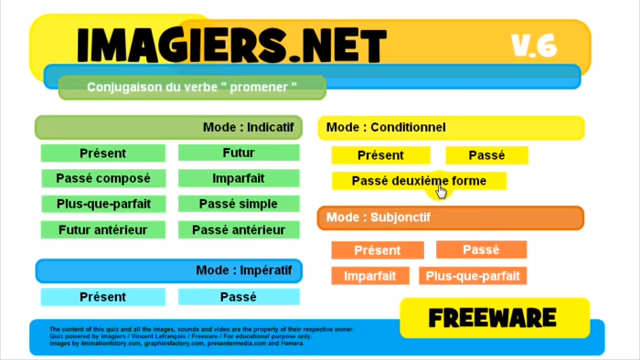 IMAGIERS.NET
V.6
Conjugaison du verbe " promener "
Mode : Indicatif
Présent
Futur
Passé composé
Imparfait
Plus-que-parfait
Passé simple
Futur antérieur
Passé antérieur
Mode : Impératif
Présent
Passé
Mode : Conditionnel
Présent
Passé
Passé deuxième forme
Mode : Subjonctif
Présent
Passé
Imparfait
Plus-que-parfait
FREEWARE
The content of this quiz and all the images, sounds and video are the property of their respective owner.
Quiz powered by Imagiers / Vincent Lefrançois / Freeware / For educational purpose only.
Images by Animationfatory.com, graphicsfactory.com, presentermedia.com and Hemera.